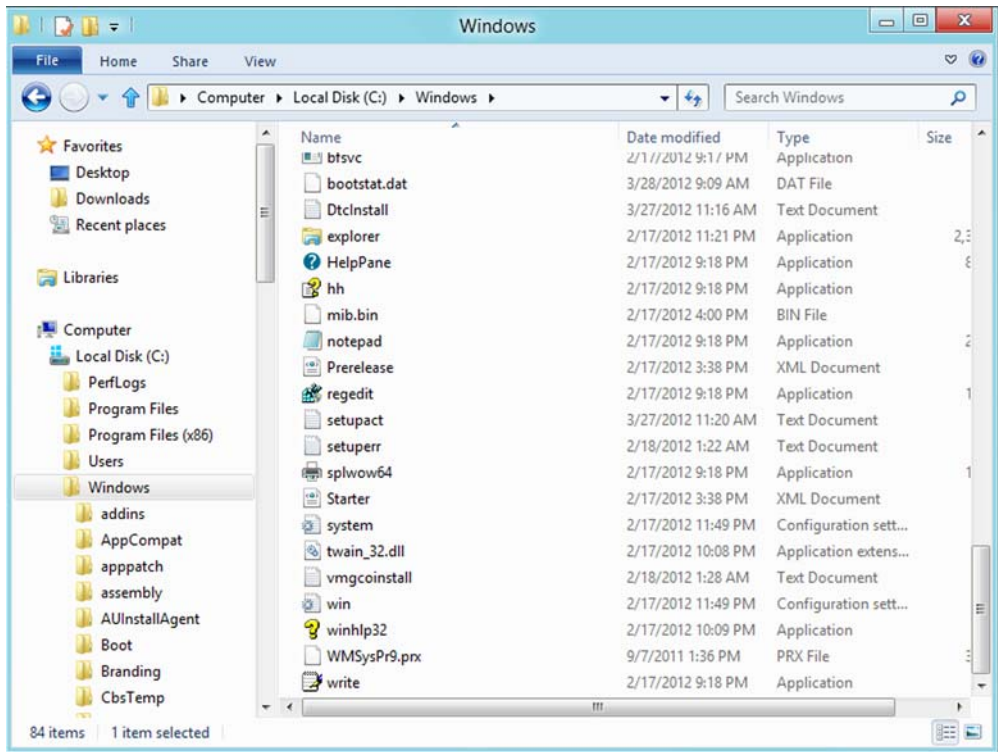 Windows
File Home Share View
Computer Local Disk (C:) Windows
Search Windows
Favorites
Desktop
Downloads
Recent places
Libraries
Computer
Local Disk (C:)
PerfLogs
Program Files
Program Files (x86)
Users
Windows
addins
AppCompat
apppatch
assembly
AUInstallAgent
Boot
Branding
CbsTemp
Name Date modified Type Size
bfsvc 2/17/2012 9:17 PM Application
bootstat.dat 3/28/2012 9:09 AM DAT File
DtcInstall 3/27/2012 11:16 AM Text Document
explorer 2/17/2012 11:21 PM Application
HelpPane 2/17/2012 9:18 PM Application
hh 2/17/2012 9:18 PM Application
mib.bin 2/17/2012 4:00 PM BIN File
notepad 2/17/2012 9:18 PM Application
Prerelease 2/17/2012 3:38 PM XML Document
regedit 2/17/2012 9:18 PM Application
setupact 3/27/2012 11:20 AM Text Document
setuperr 2/18/2012 1:22 AM Text Document
splwow64 2/17/2012 9:18 PM Application
Starter 2/17/2012 3:38 PM XML Document
system 2/17/2012 11:49 PM Configuration sett...
twain_32.dll 2/17/2012 10:08 PM Application extens...
vmgcoinstall 2/18/2012 1:28 AM Text Document
win 2/17/2012 11:49 PM Configuration sett...
winhlp32 2/17/2012 10:09 PM Application
WMSysPr9.prx 9/7/2011 1:36 PM PRX File
write 2/17/2012 9:18 PM Application
84 items 1 item selected